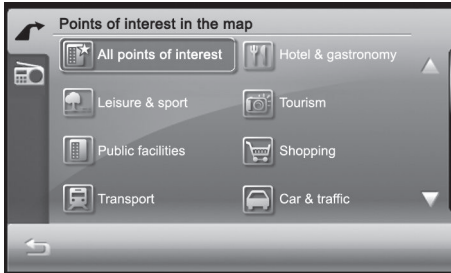 Points of interest in the map
All points of interest
Hotel & gastronomy
Leisure & sport
Tourism
Public facilities
Shopping
Transport
Car & traffic